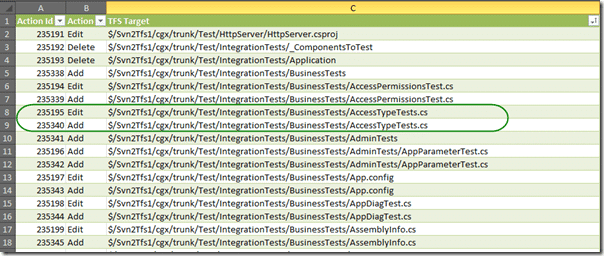 A B C
1 Action Id Action TFS Target
2 235191 Edit $/Svn2Tfs1/cgx/trunk/Test/HttpServer/HttpServer.csproj
3 235192 Delete $/Svn2Tfs1/cgx/trunk/Test/IntegrationTests/_ComponentsToTest
4 235193 Delete $/Svn2Tfs1/cgx/trunk/Test/IntegrationTests/Application
5 235338 Add $/Svn2Tfs1/cgx/trunk/Test/IntegrationTests/BusinessTests
6 235194 Edit $/Svn2Tfs1/cgx/trunk/Test/IntegrationTests/BusinessTests/AccessPermissionsTest.cs
7 235339 Add $/Svn2Tfs1/cgx/trunk/Test/IntegrationTests/BusinessTests/AccessPermissionsTest.cs
8 235195 Edit $/Svn2Tfs1/cgx/trunk/Test/IntegrationTests/BusinessTests/AccessTypeTests.cs
9 235340 Add $/Svn2Tfs1/cgx/trunk/Test/IntegrationTests/BusinessTests/AccessTypeTests.cs
10 235341 Add $/Svn2Tfs1/cgx/trunk/Test/IntegrationTests/BusinessTests/AdminTests
11 235196 Add $/Svn2Tfs1/cgx/trunk/Test/IntegrationTests/BusinessTests/AdminTests/AppParameterTest.cs
12 235342 Add $/Svn2Tfs1/cgx/trunk/Test/IntegrationTests/BusinessTests/AdminTests/AppParameterTest.cs
13 235197 Edit $/Svn2Tfs1/cgx/trunk/Test/IntegrationTests/BusinessTests/App.config
14 235343 Add $/Svn2Tfs1/cgx/trunk/Test/IntegrationTests/BusinessTests/App.config
15 235198 Edit $/Svn2Tfs1/cgx/trunk/Test/IntegrationTests/BusinessTests/AppDiagTest.cs
16 235344 Add $/Svn2Tfs1/cgx/trunk/Test/IntegrationTests/BusinessTests/AppDiagTest.cs
17 235199 Edit $/Svn2Tfs1/cgx/trunk/Test/IntegrationTests/BusinessTests/AssemblyInfo.cs
18 235345 Add $/Svn2Tfs1/cgx/trunk/Test/IntegrationTests/BusinessTests/AssemblyInfo.cs